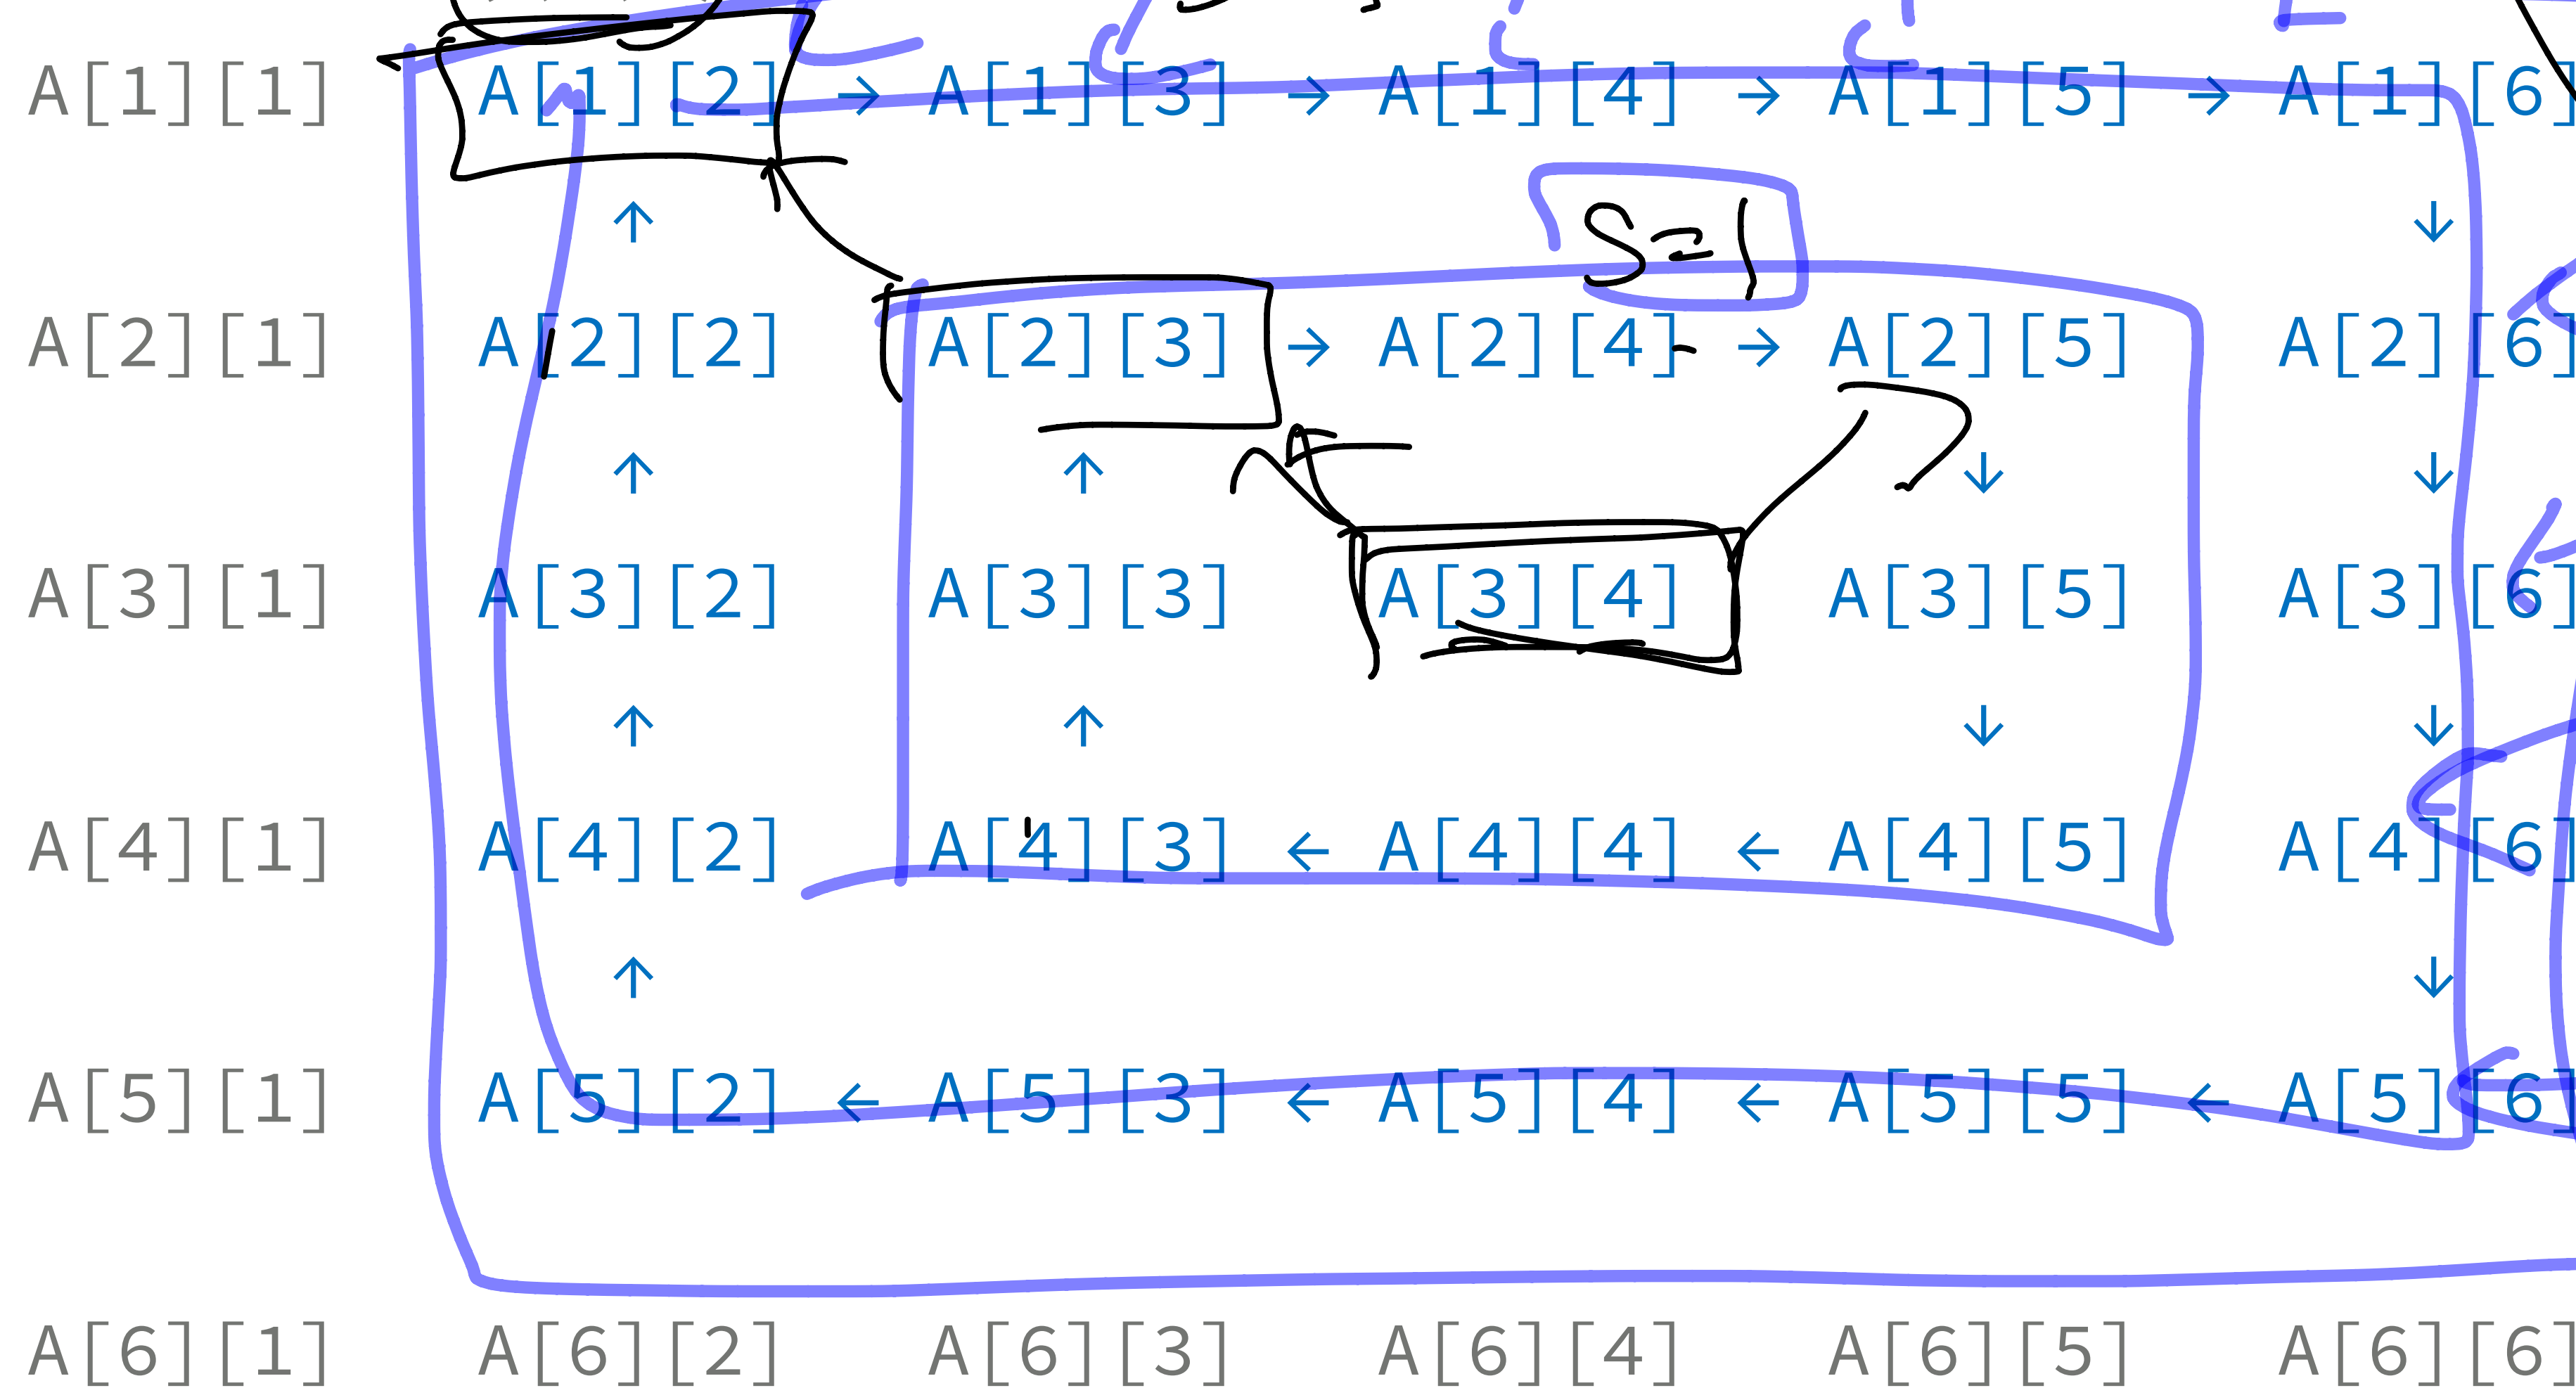 A[1][1] A[1][2] → A[1][3] → A[1][4] → A[1][5] → A[1][6]
↑ S=1 ↓
A[2][1] A[2][2] A[2][3] → A[2][4] → A[2][5] A[2][6]
↑ ↑ ↓ ↓
A[3][1] A[3][2] A[3][3] A[3][4] A[3][5] A[3][6]
↑ ↑ ↓ ↓
A[4][1] A[4][2] A[4][3] ← A[4][4] ← A[4][5] A[4][6]
↑ ↓
A[5][1] A[5][2] ← A[5][3] ← A[5][4] ← A[5][5] ← A[5][6]
A[6][1] A[6][2] A[6][3] A[6][4] A[6][5] A[6][6]